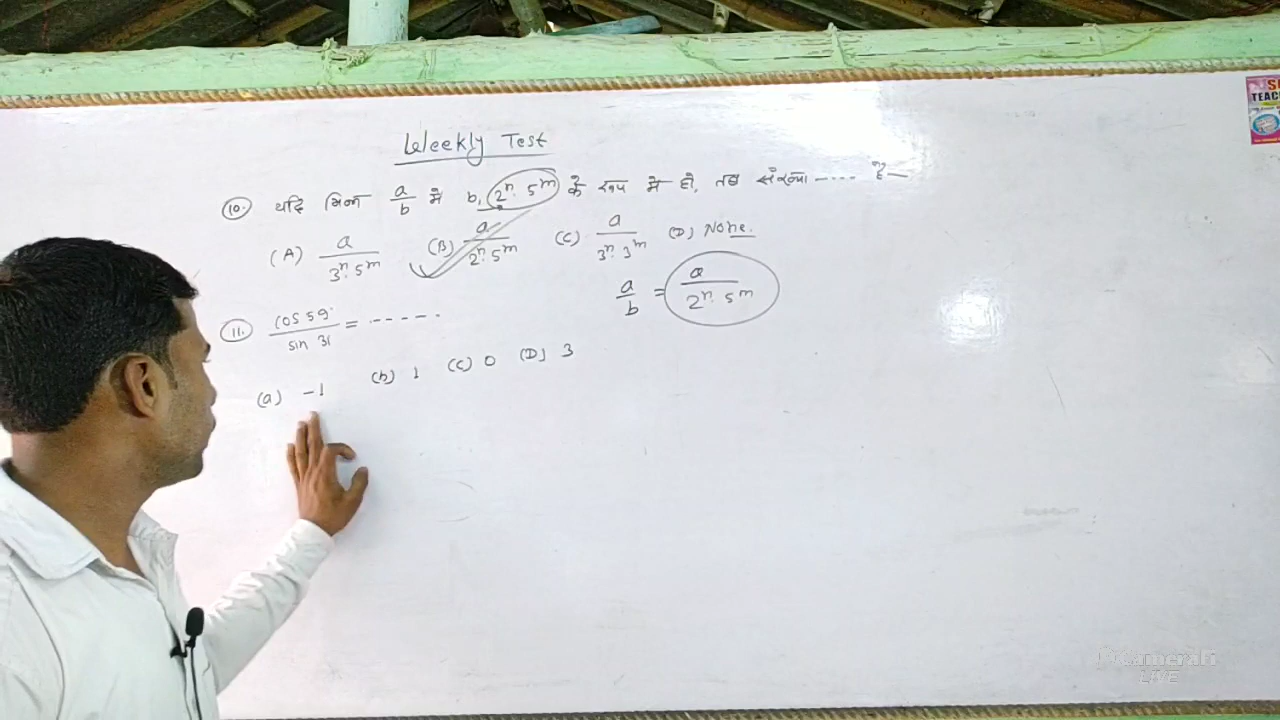 Weekly Test
10. यदि भिन्न a/b में b, 2ⁿ·5ᵐ के रूप में हो, तब संख्या ---- है—
(A) a/3ⁿ·5ᵐ (B) a/2ⁿ·5ᵐ (C) a/3ⁿ·3ᵐ (D) None.
a/b = a/2ⁿ·5ᵐ
11. cos 59°/sin 31 = ------
(a) -1 (b) 1 (c) 0 (D) 3
LIVE